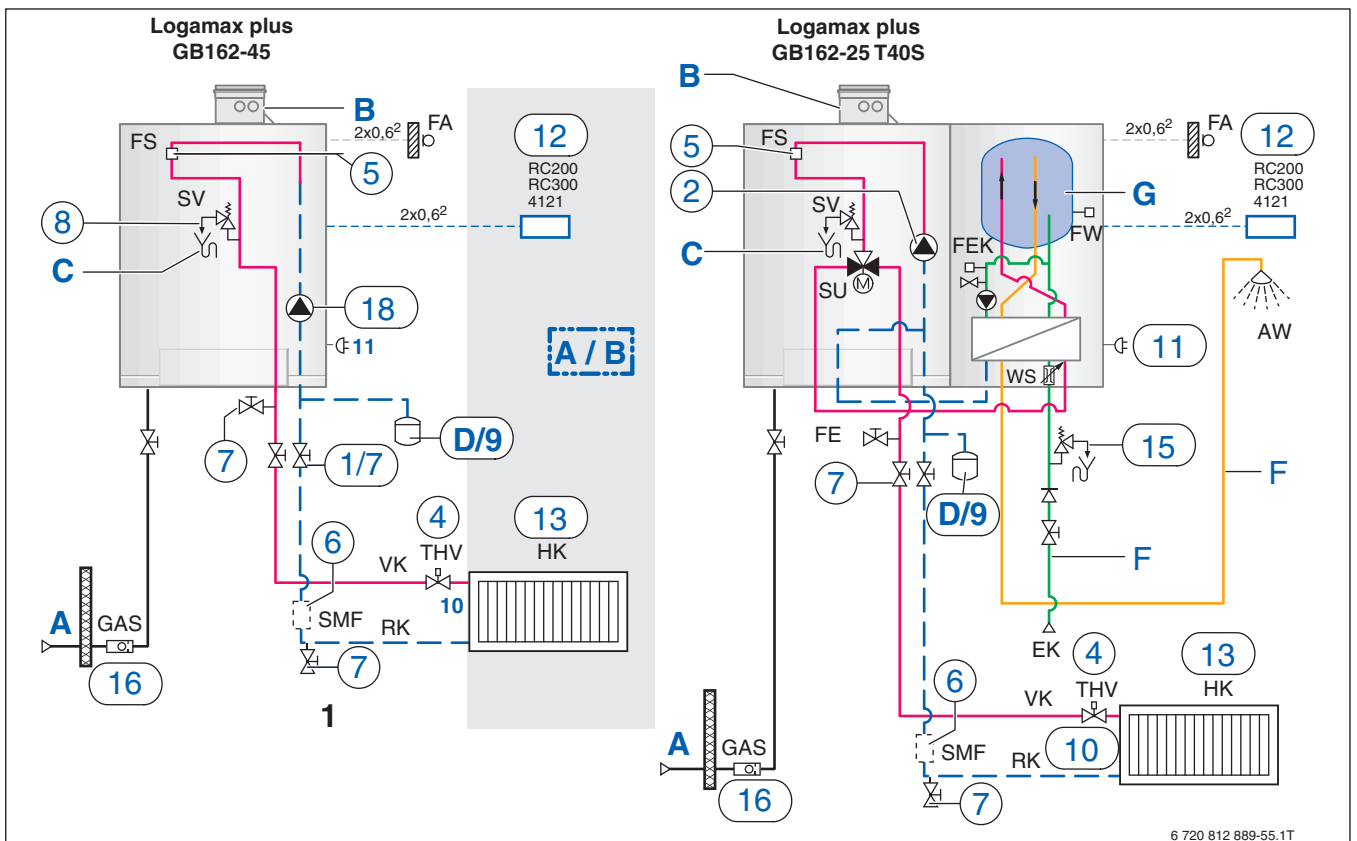 Logamax plus
GB162-45
B
FS
5
2x0,6²
FA
12
RC200
RC300
4121
SV
8
C
2x0,6²
18
11
A / B
7
1/7
D/9
6
4
THV
13
HK
VK
10
SMF
RK
A
GAS
16
7
1
Logamax plus
GB162-25 T40S
B
FS
5
2
2x0,6²
FA
12
RC200
RC300
4121
SV
C
G
FW
2x0,6²
FEK
SU
M
AW
11
WS
FE
7
D/9
15
F
F
EK
4
THV
13
HK
6
VK
10
SMF
RK
A
GAS
16
7
6 720 812 889-55.1T